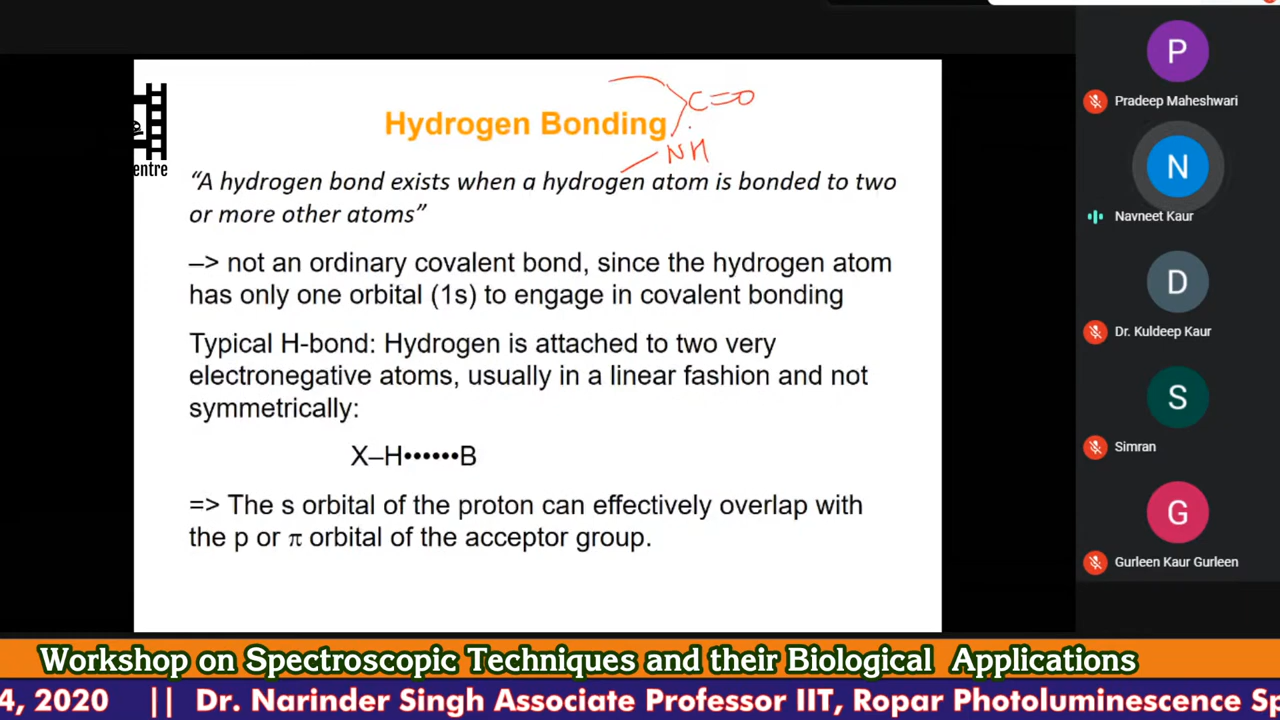 Hydrogen Bonding
C=O
NH
entre
"A hydrogen bond exists when a hydrogen atom is bonded to two
or more other atoms"
–> not an ordinary covalent bond, since the hydrogen atom
has only one orbital (1s) to engage in covalent bonding
Typical H-bond: Hydrogen is attached to two very
electronegative atoms, usually in a linear fashion and not
symmetrically:
X–H••••••B
=> The s orbital of the proton can effectively overlap with
the p or π orbital of the acceptor group.
P
Pradeep Maheshwari
N
Navneet Kaur
D
Dr. Kuldeep Kaur
S
Simran
G
Gurleen Kaur Gurleen
Workshop on Spectroscopic Techniques and their Biological Applications
4, 2020 || Dr. Narinder Singh Associate Professor IIT, Ropar Photoluminescence Sp